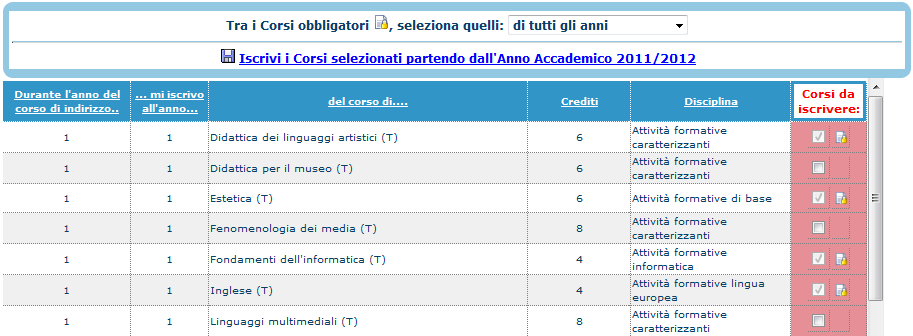 Tra i Corsi obbligatori , seleziona quelli: di tutti gli anni
Iscrivi i Corsi selezionati partendo dall'Anno Accademico 2011/2012
Durante l'anno del corso di indirizzo.. ... mi iscrivo all'anno... del corso di.... Crediti Disciplina Corsi da iscrivere:
1 1 Didattica dei linguaggi artistici (T) 6 Attività formative caratterizzanti
1 1 Didattica per il museo (T) 6 Attività formative caratterizzanti
1 1 Estetica (T) 6 Attività formative di base
1 1 Fenomenologia dei media (T) 8 Attività formative caratterizzanti
1 1 Fondamenti dell'informatica (T) 4 Attività formative informatica
1 1 Inglese (T) 4 Attività formative lingua europea
1 1 Linguaggi multimediali (T) 8 Attività formative caratterizzanti